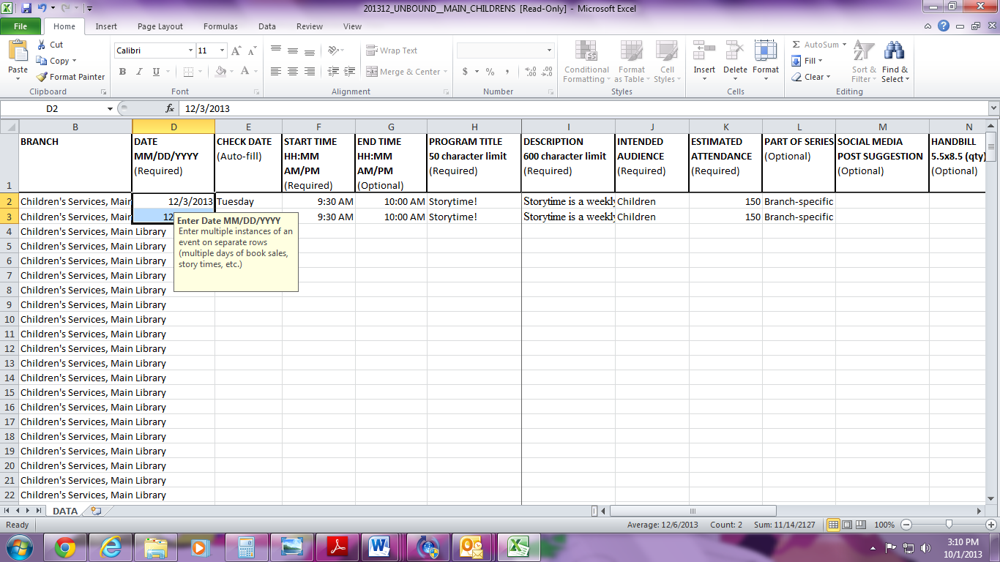 201312_UNBOUND__MAIN_CHILDRENS [Read-Only] - Microsoft Excel
File Home Insert Page Layout Formulas Data Review View
Paste Cut Copy Format Painter Clipboard
Calibri 11 B I U A Font
Wrap Text Merge & Center Alignment
$ % , Number
Conditional Formatting Format as Table Cell Styles Styles
Insert Delete Format Cells
AutoSum Fill Clear Sort & Filter Find & Select Editing
D2 fx 12/3/2013
B D E F G H I J K L M N
1 BRANCH
DATE
MM/DD/YYYY
(Required)
CHECK DATE
(Auto-fill)
START TIME
HH:MM
AM/PM
(Required)
END TIME
HH:MM
AM/PM
(Optional)
PROGRAM TITLE
50 character limit
(Required)
DESCRIPTION
600 character limit
(Required)
INTENDED
AUDIENCE
(Required)
ESTIMATED
ATTENDANCE
(Required)
PART OF SERIES
(Optional)
SOCIAL MEDIA
POST SUGGESTION
(Optional)
HANDBILL
5.5x8.5 (qty)
(Optional)
2 Children's Services, Main 12/3/2013 Tuesday 9:30 AM 10:00 AM Storytime! Storytime is a weekly Children 150 Branch-specific
3 Children's Services, Main 12 9:30 AM 10:00 AM Storytime! Storytime is a weekly Children 150 Branch-specific
Enter Date MM/DD/YYYY
Enter multiple instances of an
event on separate rows
(multiple days of book sales,
story times, etc.)
4 Children's Services, Main Library
5 Children's Services, Main Library
6 Children's Services, Main Library
7 Children's Services, Main Library
8 Children's Services, Main Library
9 Children's Services, Main Library
10 Children's Services, Main Library
11 Children's Services, Main Library
12 Children's Services, Main Library
13 Children's Services, Main Library
14 Children's Services, Main Library
15 Children's Services, Main Library
16 Children's Services, Main Library
17 Children's Services, Main Library
18 Children's Services, Main Library
19 Children's Services, Main Library
20 Children's Services, Main Library
21 Children's Services, Main Library
22 Children's Services, Main Library
DATA
Ready Average: 12/6/2013 Count: 2 Sum: 11/14/2127 100%
3:10 PM
10/1/2013